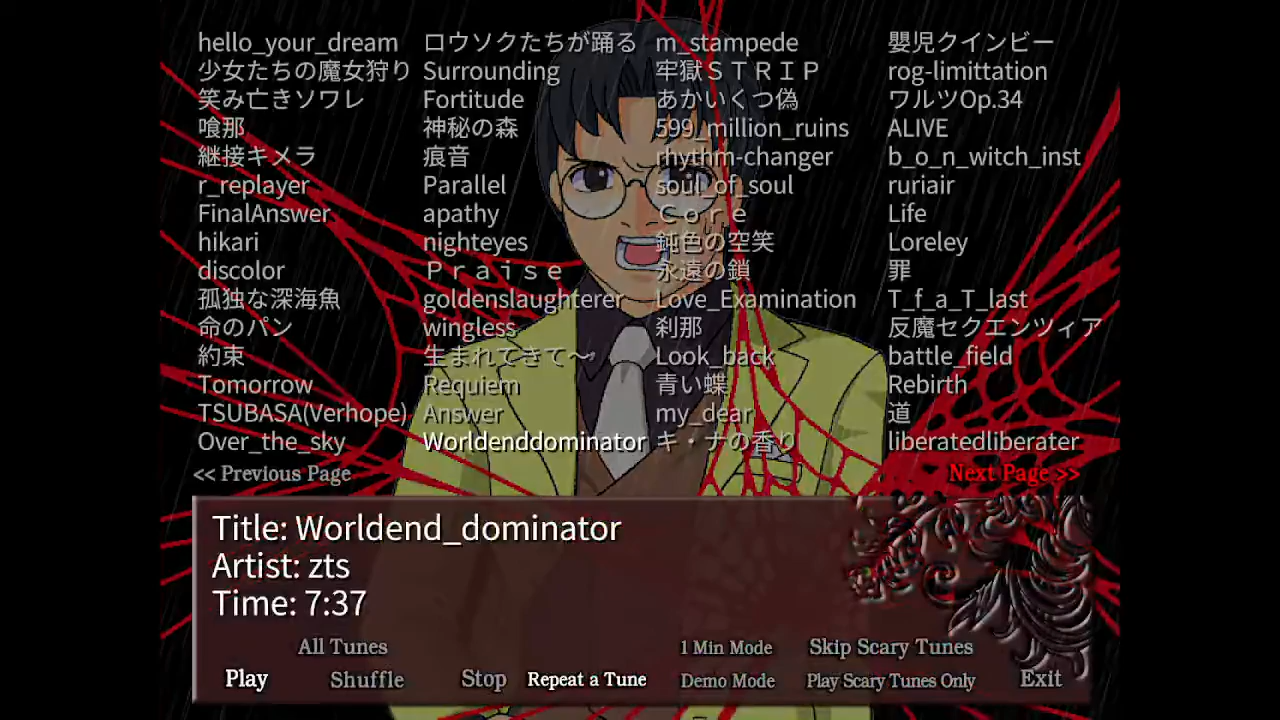 hello_your_dream ロウソクたちが踊る m_stampede 嬰児クインビー
少女たちの魔女狩り Surrounding 牢獄ＳＴＲＩＰ rog-limittation
笑み亡きソワレ Fortitude あかいくつ偽 ワルツOp.34
喰那 神秘の森 599_million_ruins ALIVE
継接キメラ 痕音 rhythm-changer b_o_n_witch_inst
r_replayer Parallel soul_of_soul ruriair
FinalAnswer apathy Ｃｏｒｅ Life
hikari nighteyes 鈍色の空笑 Loreley
discolor Ｐｒａｉｓｅ 永遠の鎖 罪
孤独な深海魚 goldenslaughterer Love_Examination T_f_a_T_last
命のパン wingless 刹那 反魔セクエンツィア
約束 生まれてきて～ Look_back battle_field
Tomorrow Requiem 青い蝶 Rebirth
TSUBASA(Verhope) Answer my_dear 道
Over_the_sky Worldenddominator キ・ナの香り liberatedliberater
<< Previous Page Next Page >>
Title: Worldend_dominator
Artist: zts
Time: 7:37
All Tunes 1 Min Mode Skip Scary Tunes
Play Shuffle Stop Repeat a Tune Demo Mode Play Scary Tunes Only Exit